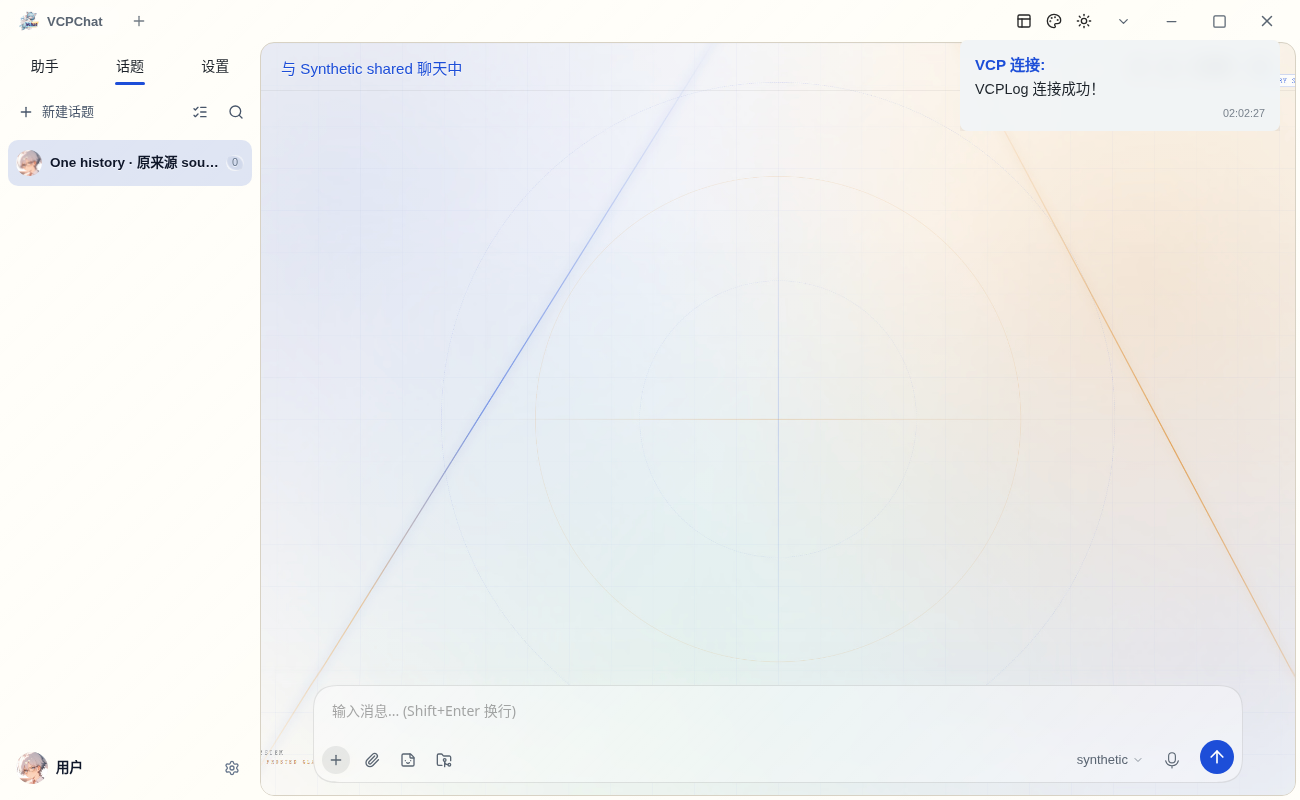 VCPChat
助手
话题
设置
新建话题
One history · 原来源 sou…
0
用户
与 Synthetic shared 聊天中
VCP 连接:
VCPLog 连接成功!
02:02:27
输入消息... (Shift+Enter 换行)
synthetic